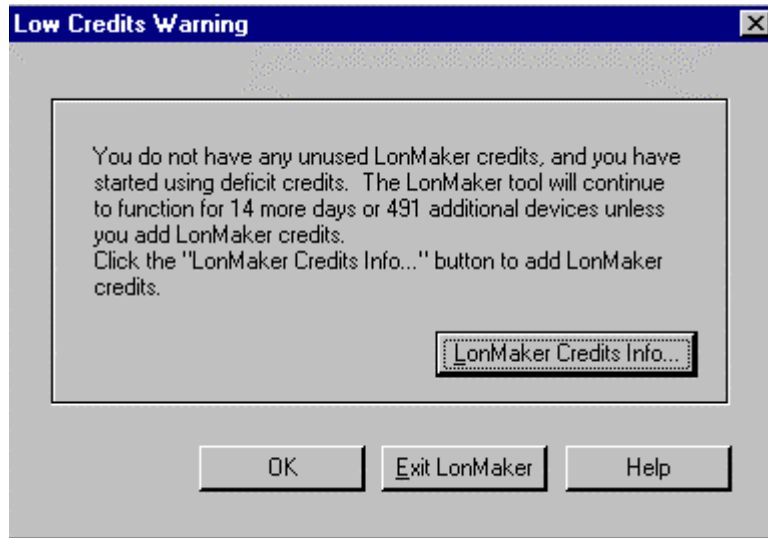 Low Credits Warning
You do not have any unused LonMaker credits, and you have
started using deficit credits. The LonMaker tool will continue
to function for 14 more days or 491 additional devices unless
you add LonMaker credits.
Click the "LonMaker Credits Info..." button to add LonMaker
credits.
LonMaker Credits Info...
OK
Exit LonMaker
Help